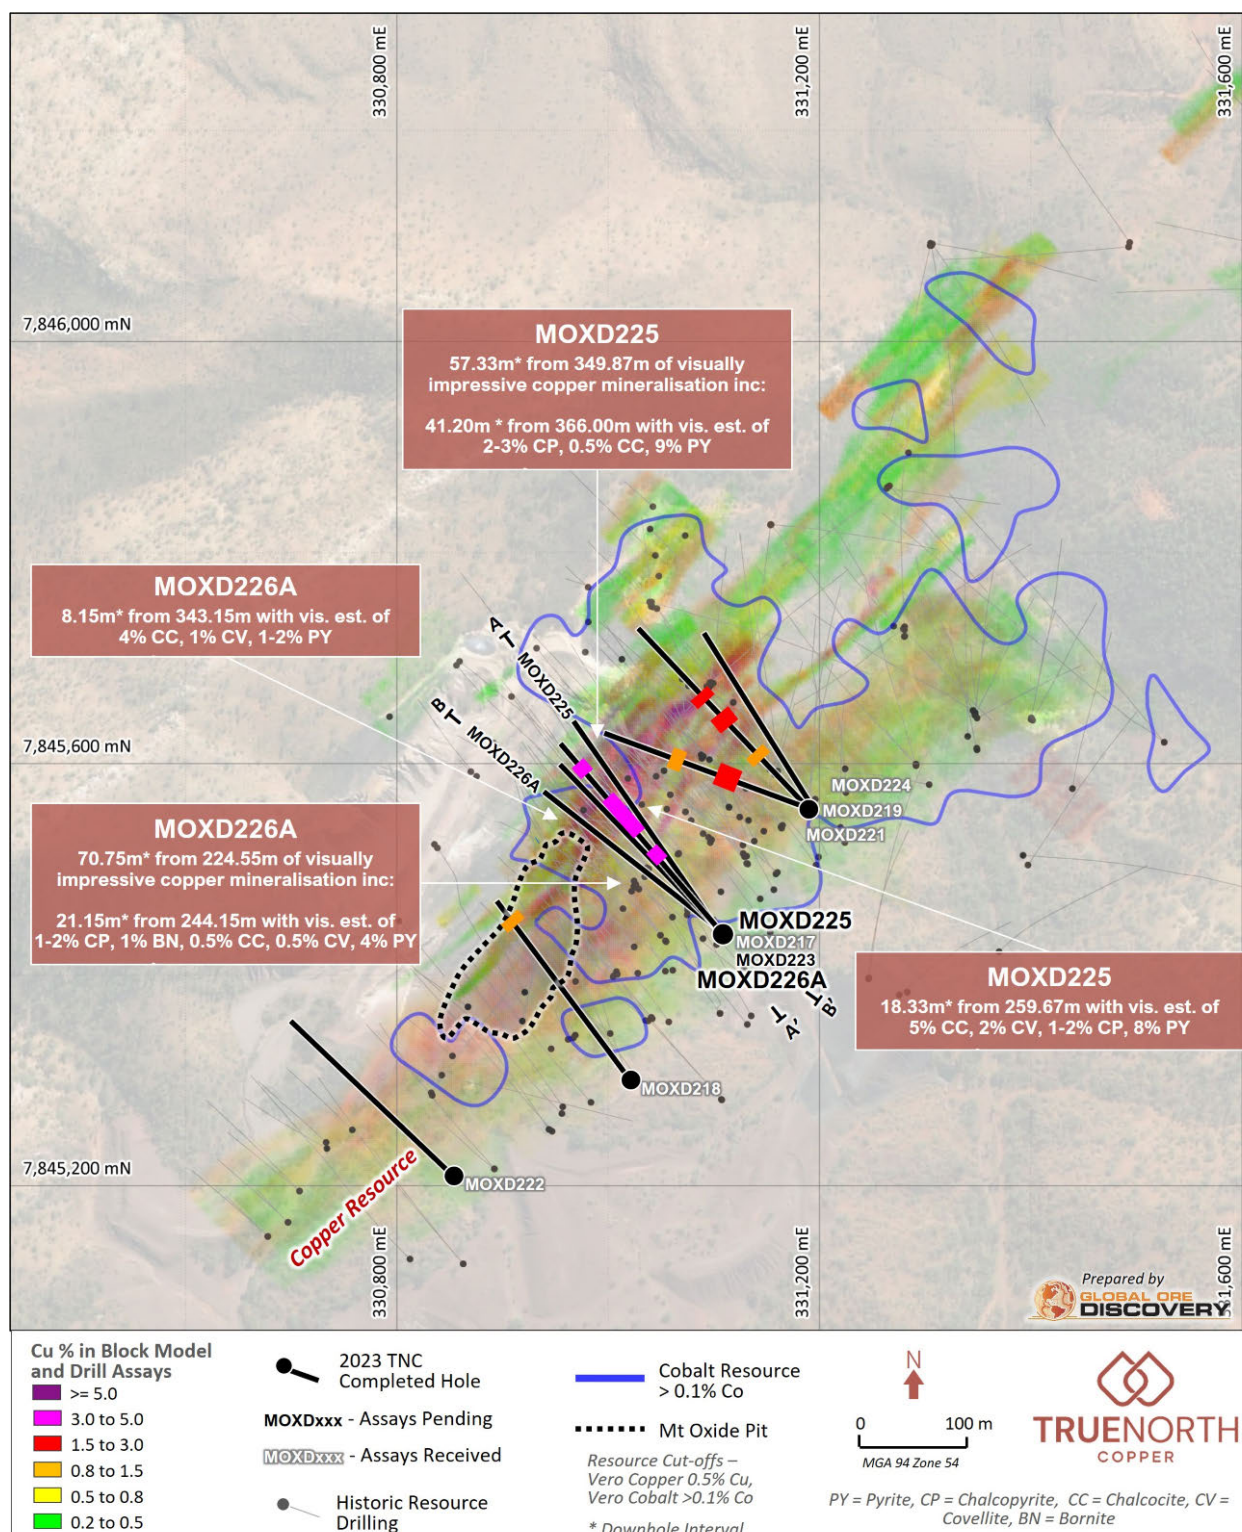 330,800 mE
331,200 mE
331,600 mE
7,846,000 mN
MOXD225
57.33m* from 349.87m of visually
impressive copper mineralisation inc:
41.20m * from 366.00m with vis. est. of
2-3% CP, 0.5% CC, 9% PY
MOXD226A
8.15m* from 343.15m with vis. est. of
4% CC, 1% CV, 1-2% PY
A
MOXD225
B
MOXD226A
7,845,600 mN
MOXD224
MOXD219
MOXD221
MOXD226A
70.75m* from 224.55m of visually
impressive copper mineralisation inc:
21.15m* from 244.15m with vis. est. of
1-2% CP, 1% BN, 0.5% CC, 0.5% CV, 4% PY
MOXD225
MOXD217
MOXD223
MOXD226A
A'
B'
MOXD225
18.33m* from 259.67m with vis. est. of
5% CC, 2% CV, 1-2% CP, 8% PY
MOXD218
7,845,200 mN
MOXD222
Copper Resource
330,800 mE
331,200 mE
331,600 mE
Prepared by
GLOBAL ORE
DISCOVERY
Cu % in Block Model
and Drill Assays
>= 5.0
3.0 to 5.0
1.5 to 3.0
0.8 to 1.5
0.5 to 0.8
0.2 to 0.5
2023 TNC
Completed Hole
MOXDxxx - Assays Pending
MOXDxxx - Assays Received
Historic Resource
Drilling
Cobalt Resource
> 0.1% Co
Mt Oxide Pit
Resource Cut-offs –
Vero Copper 0.5% Cu,
Vero Cobalt >0.1% Co
* Downhole Interval
N
0 100 m
MGA 94 Zone 54
TRUENORTH
COPPER
PY = Pyrite, CP = Chalcopyrite, CC = Chalcocite, CV =
Covellite, BN = Bornite